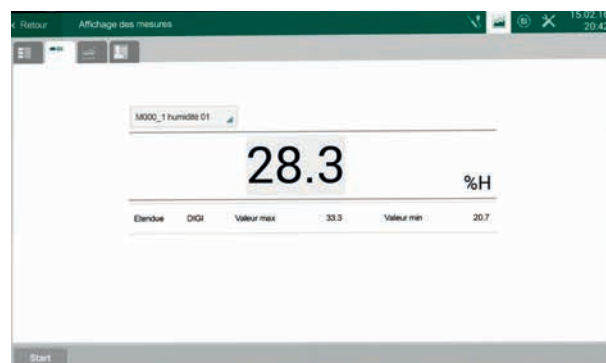 Retour Affichage des mesures 15.02.16
20:42
M000_1 humidité 01
28.3
%H
Etendue DIGI Valeur max 33.3 Valeur min 20.7
Start